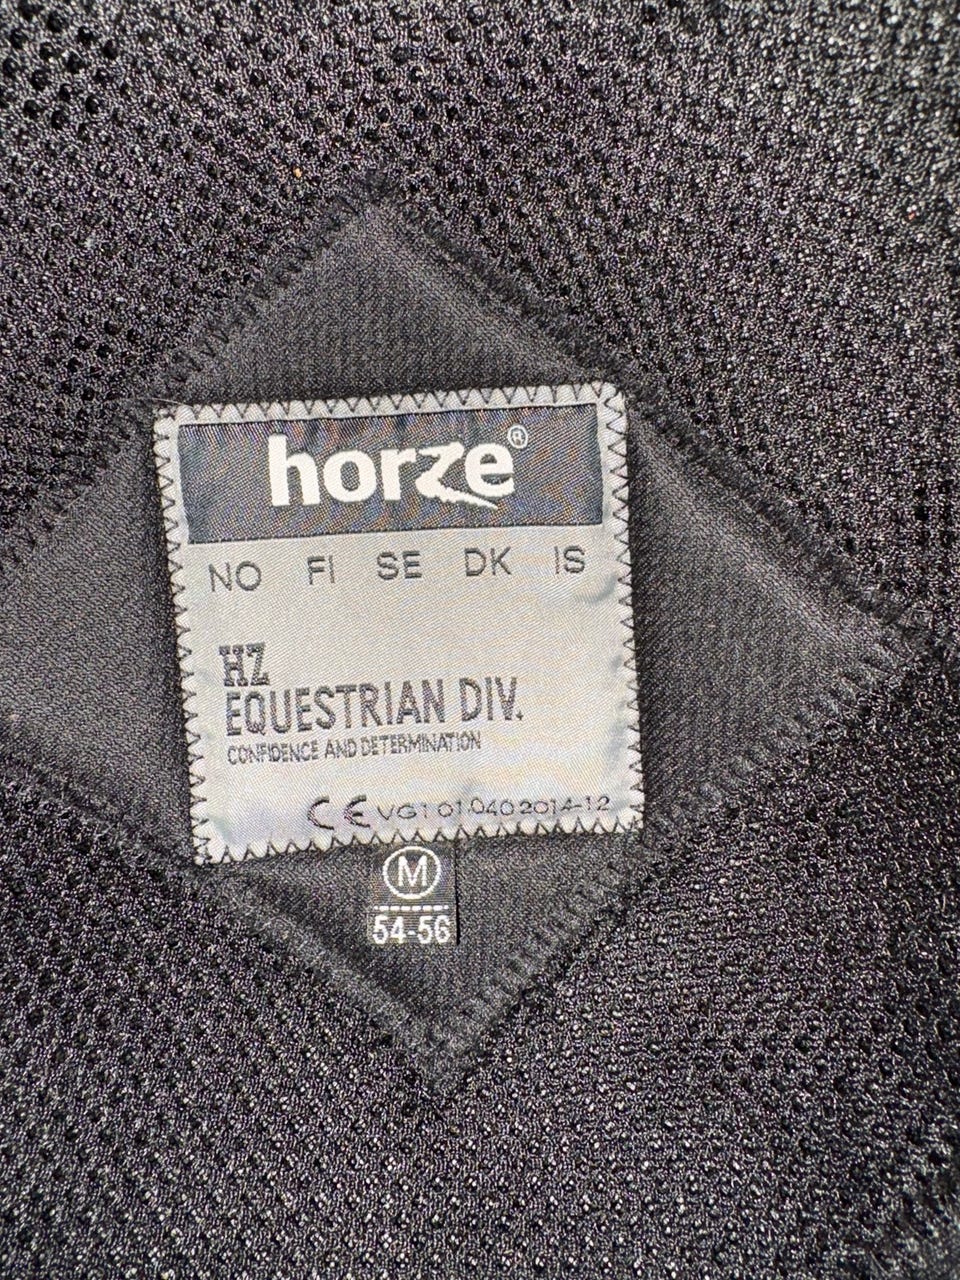 horze®
NO FI SE DK IS
HZ
EQUESTRIAN DIV.
CONFIDENCE AND DETERMINATION
CE VG1 01.040 2014-12
M
54-56